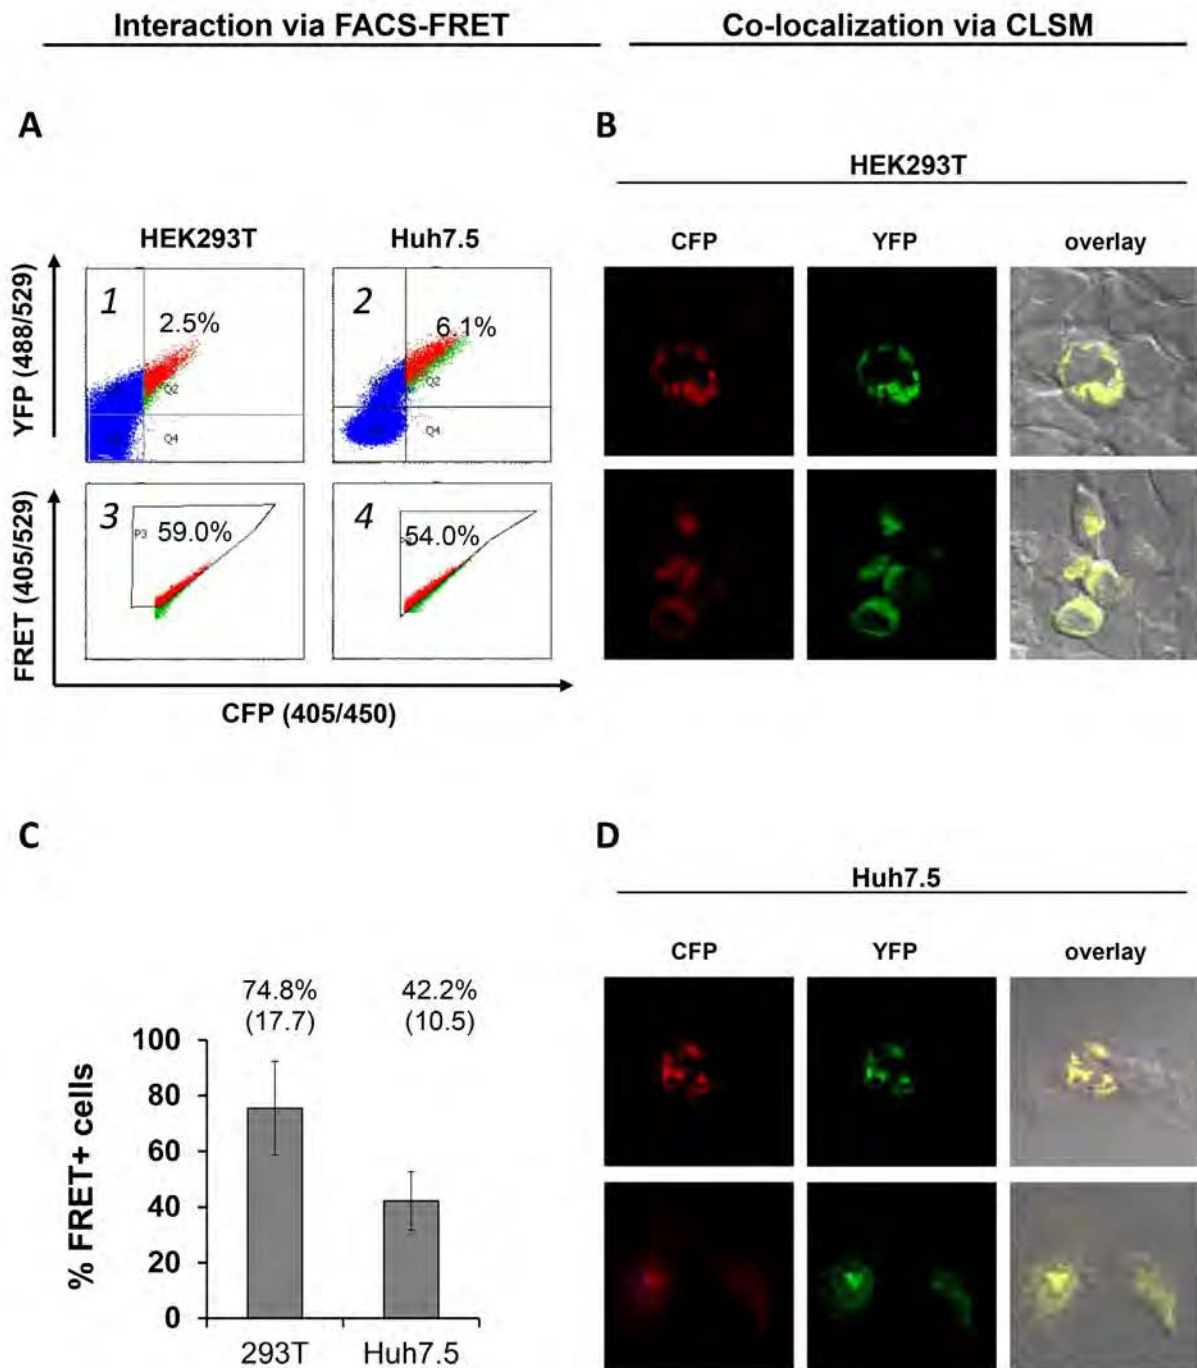 Interaction via FACS-FRET
Co-localization via CLSM
A
HEK293T
Huh7.5
YFP (488/529)
1
2.5%
Q2
Q4
2
6.1%
Q2
Q4
FRET (405/529)
3
P3
59.0%
4
54.0%
CFP (405/450)
B
HEK293T
CFP
YFP
overlay
C
74.8%
(17.7)
42.2%
(10.5)
% FRET+ cells
100
80
60
40
20
0
293T
Huh7.5
D
Huh7.5
CFP
YFP
overlay